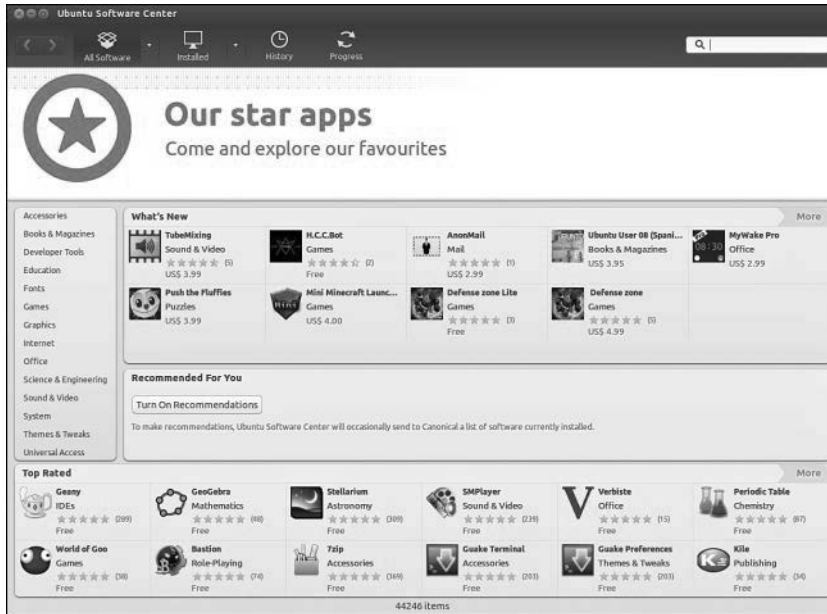 Ubuntu Software Center
All Software
Installed
History
Progress
Our star apps
Come and explore our favourites
Accessories
Books & Magazines
Developer Tools
Education
Fonts
Games
Graphics
Internet
Office
Science & Engineering
Sound & Video
System
Themes & Tweaks
Universal Access
What's New
More
TubeMixing
Sound & Video
(5)
US$ 3.99
H.C.C.Bot
Games
(2)
Free
AnonMail
Mail
(1)
US$ 2.99
Ubuntu User 08 (Spani...
Books & Magazines
US$ 3.95
MyWake Pro
Office
US$ 2.99
Push the Fluffies
Puzzles
US$ 3.99
Mini Minecraft Launc...
Games
US$ 4.00
Defense zone Lite
Games
(3)
Free
Defense zone
Games
(5)
US$ 4.99
Recommended For You
Turn On Recommendations
To make recommendations, Ubuntu Software Center will occasionally send to Canonical a list of software currently installed.
Top Rated
More
Geany
IDEs
(289)
Free
GeoGebra
Mathematics
Free
Stellarium
Astronomy
(309)
Free
SMPlayer
Sound & Video
(239)
Free
Verbiste
Office
(15)
Free
Periodic Table
Chemistry
(87)
Free
World of Goo
Games
Free
Bastion
Role-Playing
(74)
Free
7zip
Accessories
(369)
Free
Guake Terminal
Accessories
(203)
Free
Guake Preferences
Themes & Tweaks
(203)
Free
Kile
Publishing
Free
44246 items